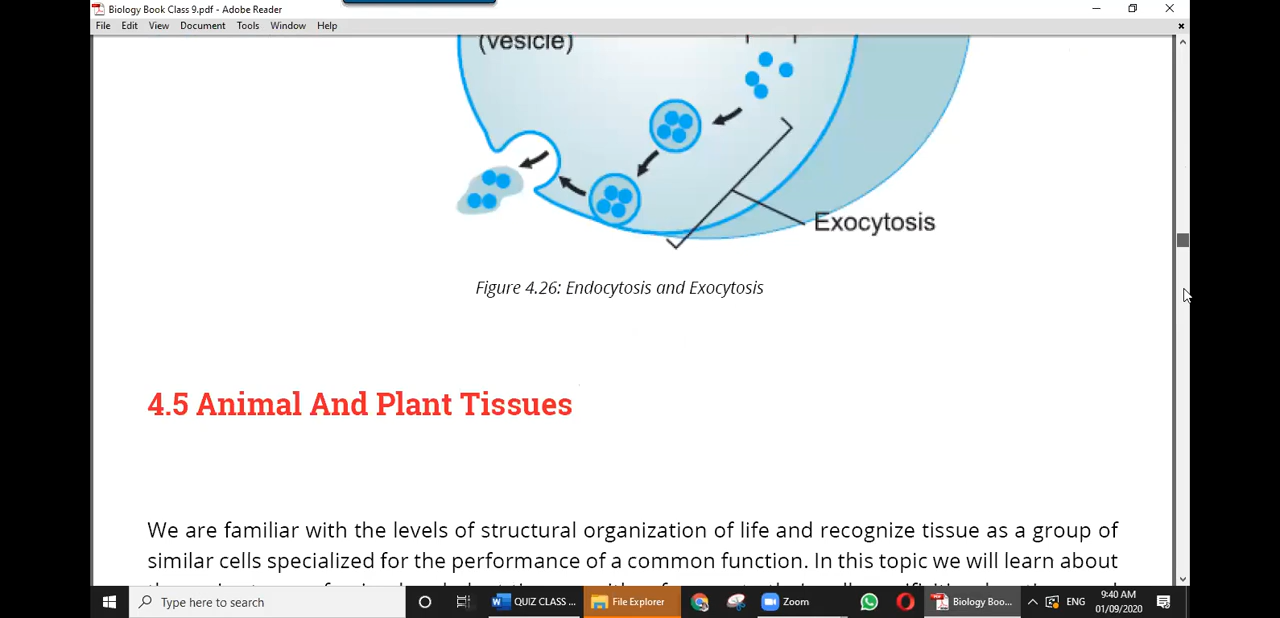 Biology Book Class 9.pdf - Adobe Reader
File Edit View Document Tools Window Help
(vesicle)
Exocytosis
Figure 4.26: Endocytosis and Exocytosis
4.5 Animal And Plant Tissues
We are familiar with the levels of structural organization of life and recognize tissue as a group of
similar cells specialized for the performance of a common function. In this topic we will learn about
Type here to search
QUIZ CLASS ...
File Explorer
Zoom
Biology Boo...
ENG
9:40 AM
01/09/2020